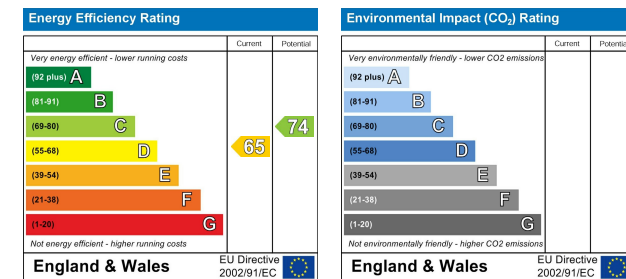 Energy Efficiency Rating
Current Potential
Very energy efficient - lower running costs
(92 plus) A
(81-91) B
(69-80) C
(55-68) D
(39-54) E
(21-38) F
(1-20) G
65
74
Not energy efficient - higher running costs
England & Wales
EU Directive
2002/91/EC
Environmental Impact (CO2) Rating
Current Potential
Very environmentally friendly - lower CO2 emissions
(92 plus) A
(81-91) B
(69-80) C
(55-68) D
(39-54) E
(21-38) F
(1-20) G
Not environmentally friendly - higher CO2 emissions
England & Wales
EU Directive
2002/91/EC